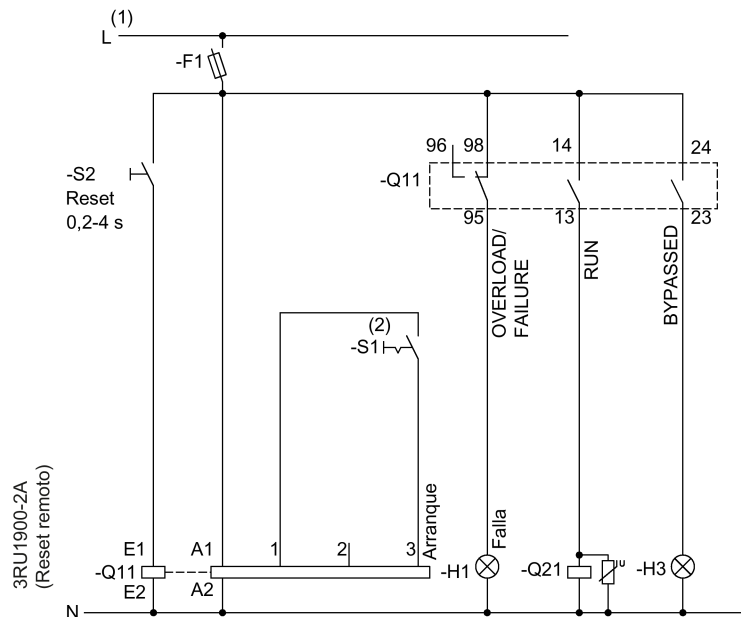 (1)
L
-F1
96 98 14 24
-S2
Reset
0,2-4 s
-Q11
95 13 23
OVERLOAD/
FAILURE
RUN
BYPASSED
(2)
-S1
3RU1900-2A
(Reset remoto)
Arranque
Falla
E1 A1 1 2 3
-Q11 -H1 -Q21 U -H3
E2 A2
N